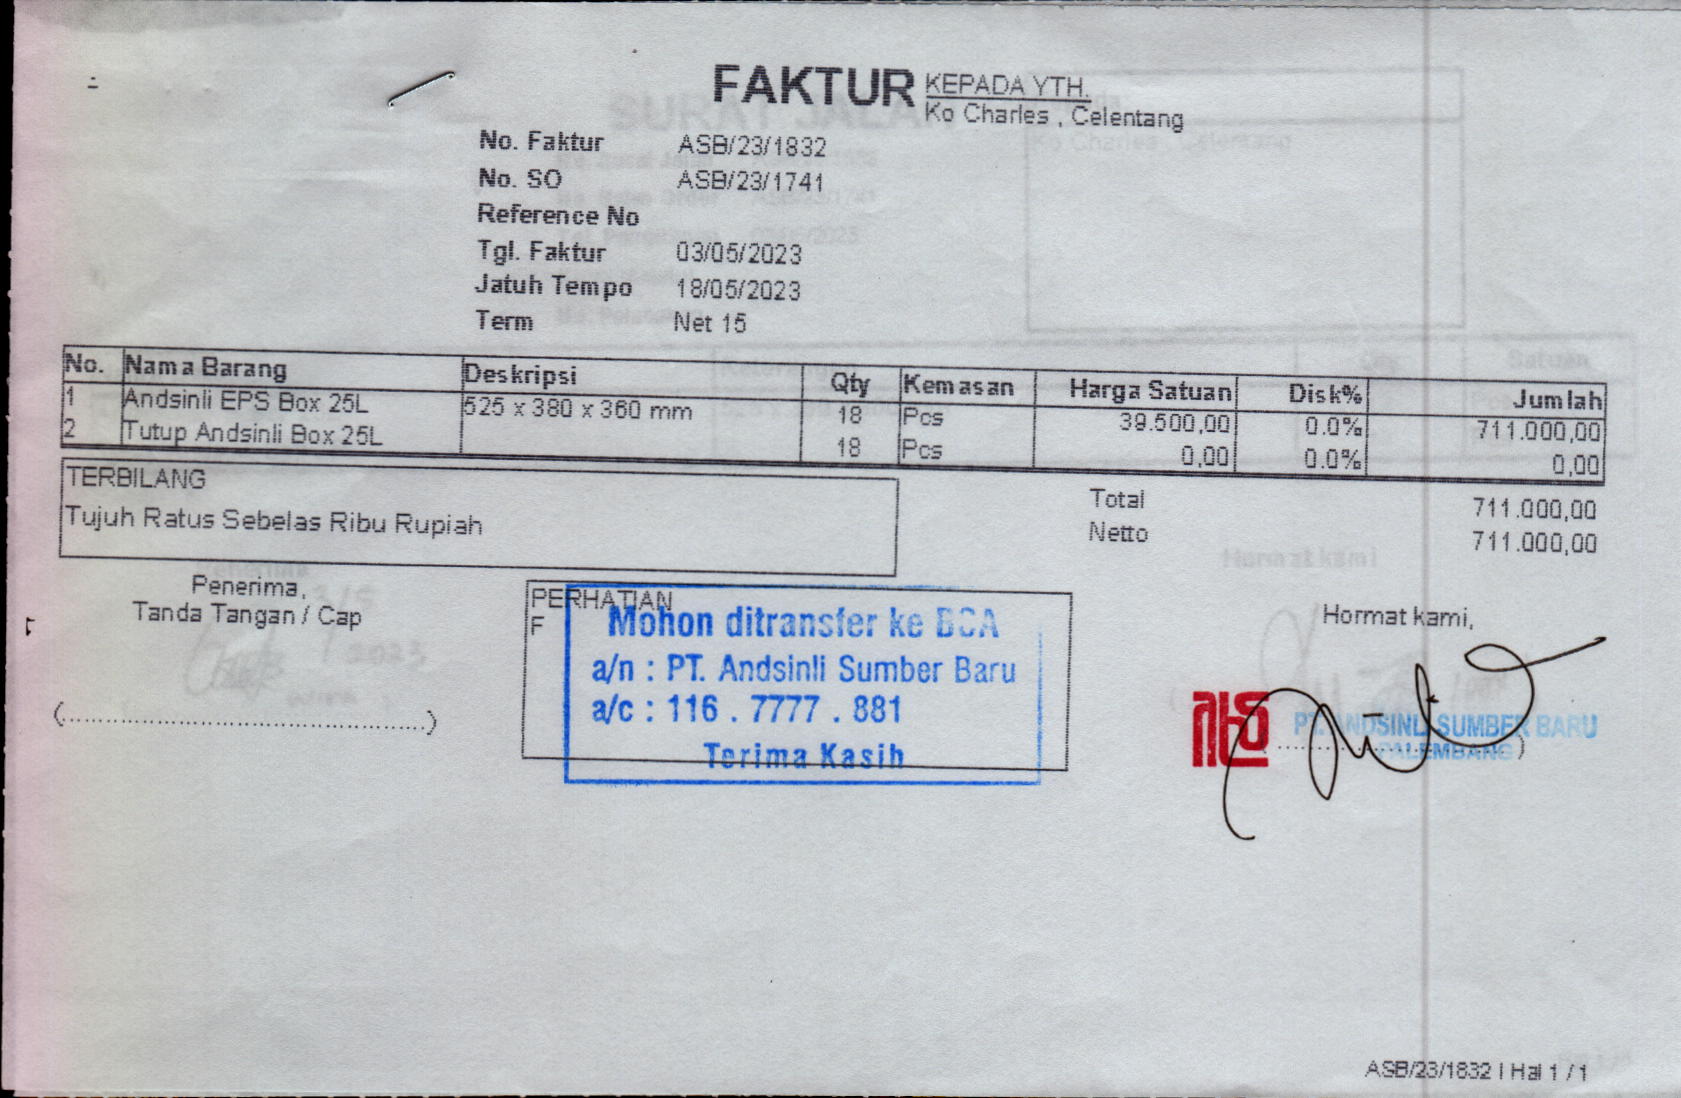 FAKTUR
KEPADA YTH.
Ko Charles , Celentang
No. Faktur ASB/23/1832
No. SO ASB/23/1741
Reference No
Tgl. Faktur 03/05/2023
Jatuh Tempo 18/05/2023
Term Net 15
No. Nama Barang Deskripsi Qty Kemasan Harga Satuan Disk% Jumlah
1 Andsinli EPS Box 25L 525 x 380 x 360 mm 18 Pcs 39.500,00 0.0% 711.000,00
2 Tutup Andsinli Box 25L 18 Pcs 0,00 0.0% 0,00
TERBILANG
Tujuh Ratus Sebelas Ribu Rupiah
Total 711.000,00
Netto 711.000,00
Penerima,
Tanda Tangan / Cap
(................................................)
PERHATIAN
F
Mohon ditransfer ke BCA
a/n : PT. Andsinli Sumber Baru
a/c : 116 . 7777 . 881
Terima Kasih
Hormat kami,
PT. ANDSINLI SUMBER BARU
PALEMBANG
ASB/23/1832 | Hal 1 / 1